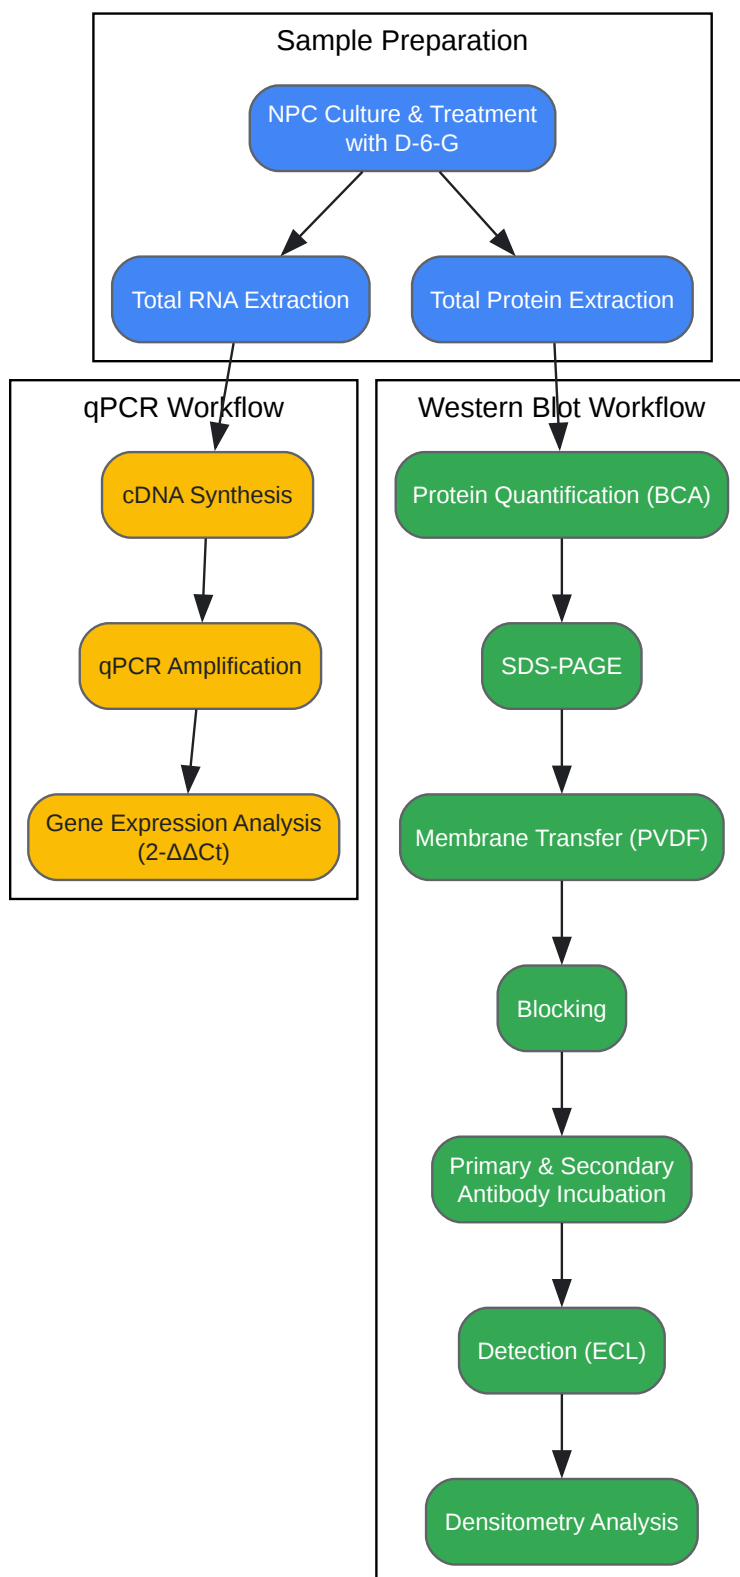 Sample Preparation
NPC Culture & Treatment
with D-6-G
Total RNA Extraction
Total Protein Extraction
qPCR Workflow
cDNA Synthesis
qPCR Amplification
Gene Expression Analysis
(2-ΔΔCt)
Western Blot Workflow
Protein Quantification (BCA)
SDS-PAGE
Membrane Transfer (PVDF)
Blocking
Primary & Secondary
Antibody Incubation
Detection (ECL)
Densitometry Analysis